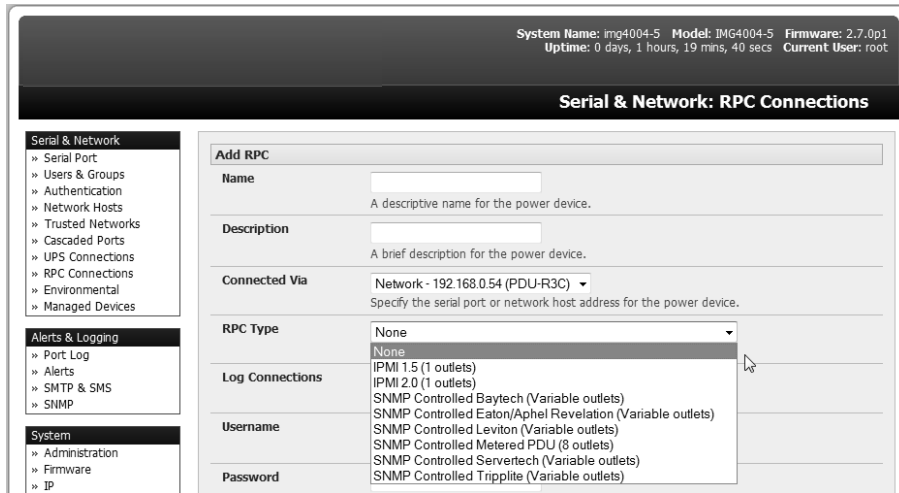 System Name: img4004-5 Model: IMG4004-5 Firmware: 2.7.0p1
Uptime: 0 days, 1 hours, 19 mins, 40 secs Current User: root
Serial & Network: RPC Connections
Serial & Network
» Serial Port
» Users & Groups
» Authentication
» Network Hosts
» Trusted Networks
» Cascaded Ports
» UPS Connections
» RPC Connections
» Environmental
» Managed Devices
Alerts & Logging
» Port Log
» Alerts
» SMTP & SMS
» SNMP
System
» Administration
» Firmware
» IP
Add RPC
Name
A descriptive name for the power device.
Description
A brief description for the power device.
Connected Via
Network - 192.168.0.54 (PDU-R3C)
Specify the serial port or network host address for the power device.
RPC Type
None
None
IPMI 1.5 (1 outlets)
IPMI 2.0 (1 outlets)
SNMP Controlled Baytech (Variable outlets)
SNMP Controlled Eaton/Aphel Revelation (Variable outlets)
SNMP Controlled Leviton (Variable outlets)
SNMP Controlled Metered PDU (8 outlets)
SNMP Controlled Servertech (Variable outlets)
SNMP Controlled Tripplite (Variable outlets)
Log Connections
Username
Password